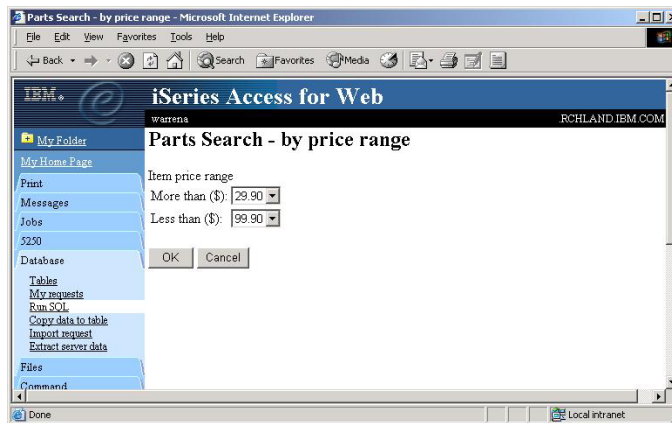 Parts Search - by price range - Microsoft Internet Explorer
File Edit View Favorites Tools Help
Back Search Favorites Media
IBM
iSeries Access for Web
warrena .RCHLAND.IBM.COM
My Folder
My Home Page
Print
Messages
Jobs
5250
Database
Tables
My requests
Run SQL
Copy data to table
Import request
Extract server data
Files
Command
Parts Search - by price range
Item price range
More than ($): 29.90
Less than ($): 99.90
OK Cancel
Done Local intranet